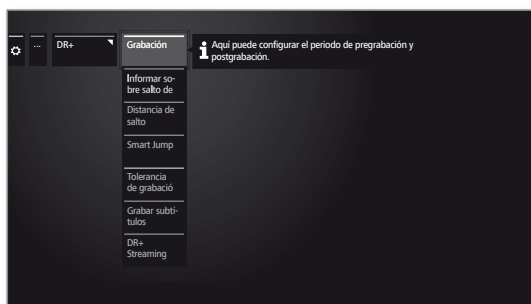 ...
DR+
Grabación
Aquí puede configurar el periodo de pregrabación y
postgrabación.
Informar so-
bre salto de
Distancia de
salto
Smart Jump
Tolerancia
de grabació
Grabar subtí-
tulos
DR+
Streaming